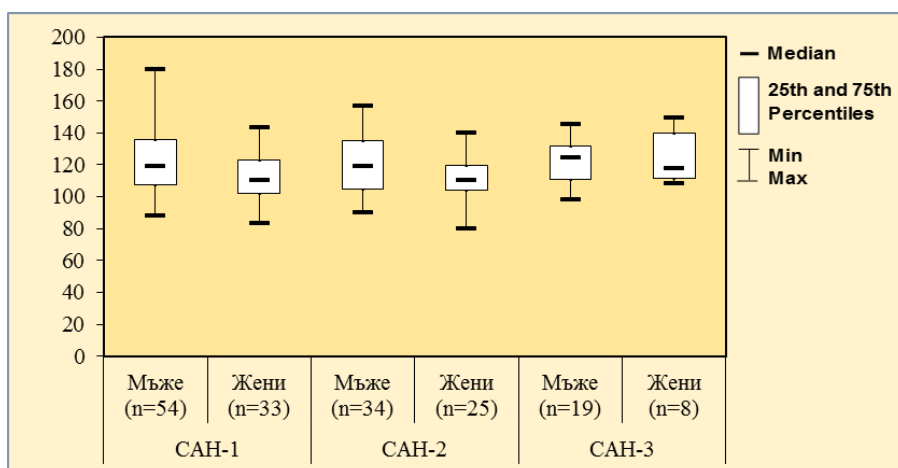 200
180
160
140
120
100
80
60
40
20
0
Median
25th and 75th
Percentiles
Min
Max
Мъже Жени Мъже Жени Мъже Жени
(n=54) (n=33) (n=34) (n=25) (n=19) (n=8)
САН-1 САН-2 САН-3